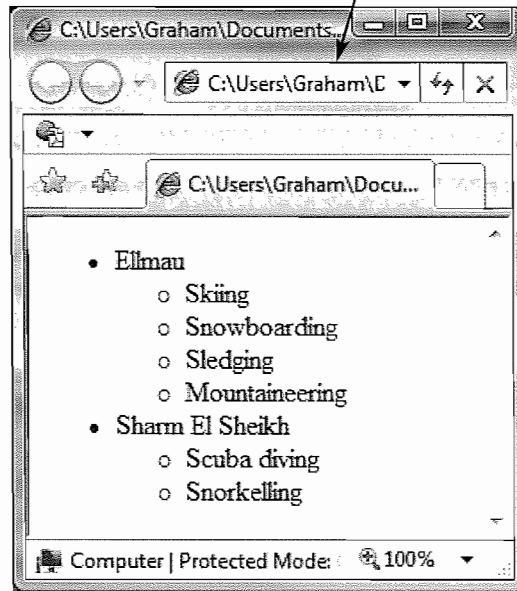 C:\Users\Graham\Documents...
C:\Users\Graham\D
C:\Users\Graham\Docu...
• Ellmau
o Skiing
o Snowboarding
o Sledging
o Mountaineering
• Sharm El Sheikh
o Scuba diving
o Snorkelling
Computer | Protected Mode: 100%